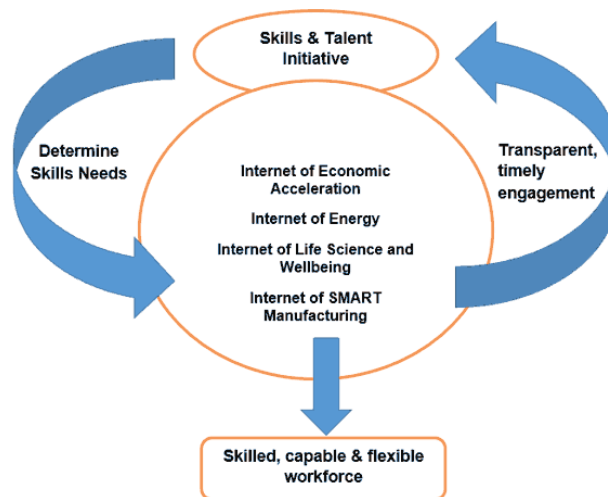 Skills & Talent
Initiative
Determine
Skills Needs
Transparent,
timely
engagement
Internet of Economic
Acceleration
Internet of Energy
Internet of Life Science and
Wellbeing
Internet of SMART
Manufacturing
Skilled, capable & flexible
workforce